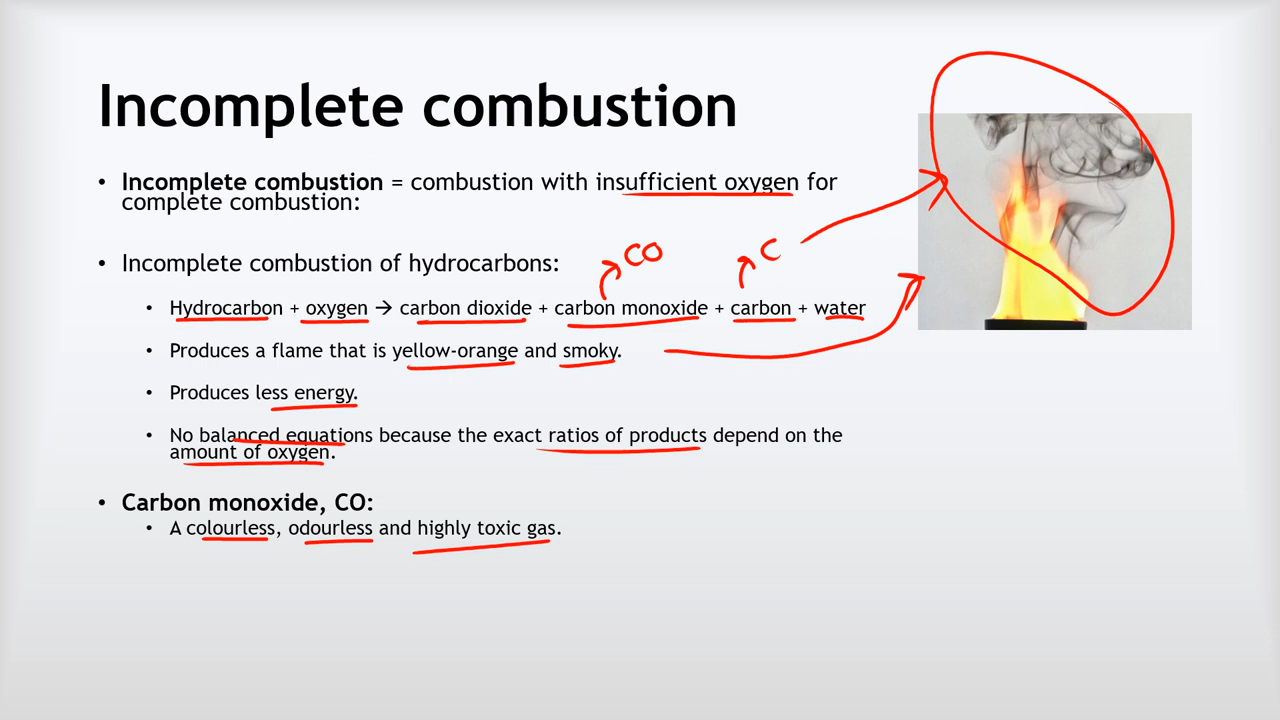 Incomplete combustion
• Incomplete combustion = combustion with insufficient oxygen for
complete combustion:
• Incomplete combustion of hydrocarbons:
CO
C
• Hydrocarbon + oxygen → carbon dioxide + carbon monoxide + carbon + water
• Produces a flame that is yellow-orange and smoky.
• Produces less energy.
• No balanced equations because the exact ratios of products depend on the
amount of oxygen.
• Carbon monoxide, CO:
• A colourless, odourless and highly toxic gas.